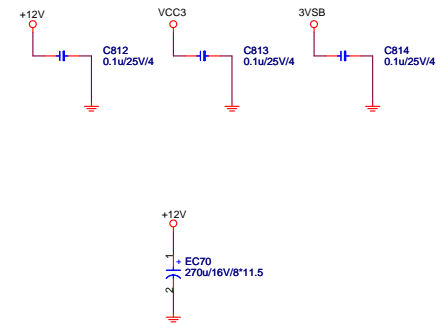 +12V
VCC3
3VSB
C812
0.1u/25V/4
C813
0.1u/25V/4
C814
0.1u/25V/4
+12V
1
+
EC70
270u/16V/8*11.5
2